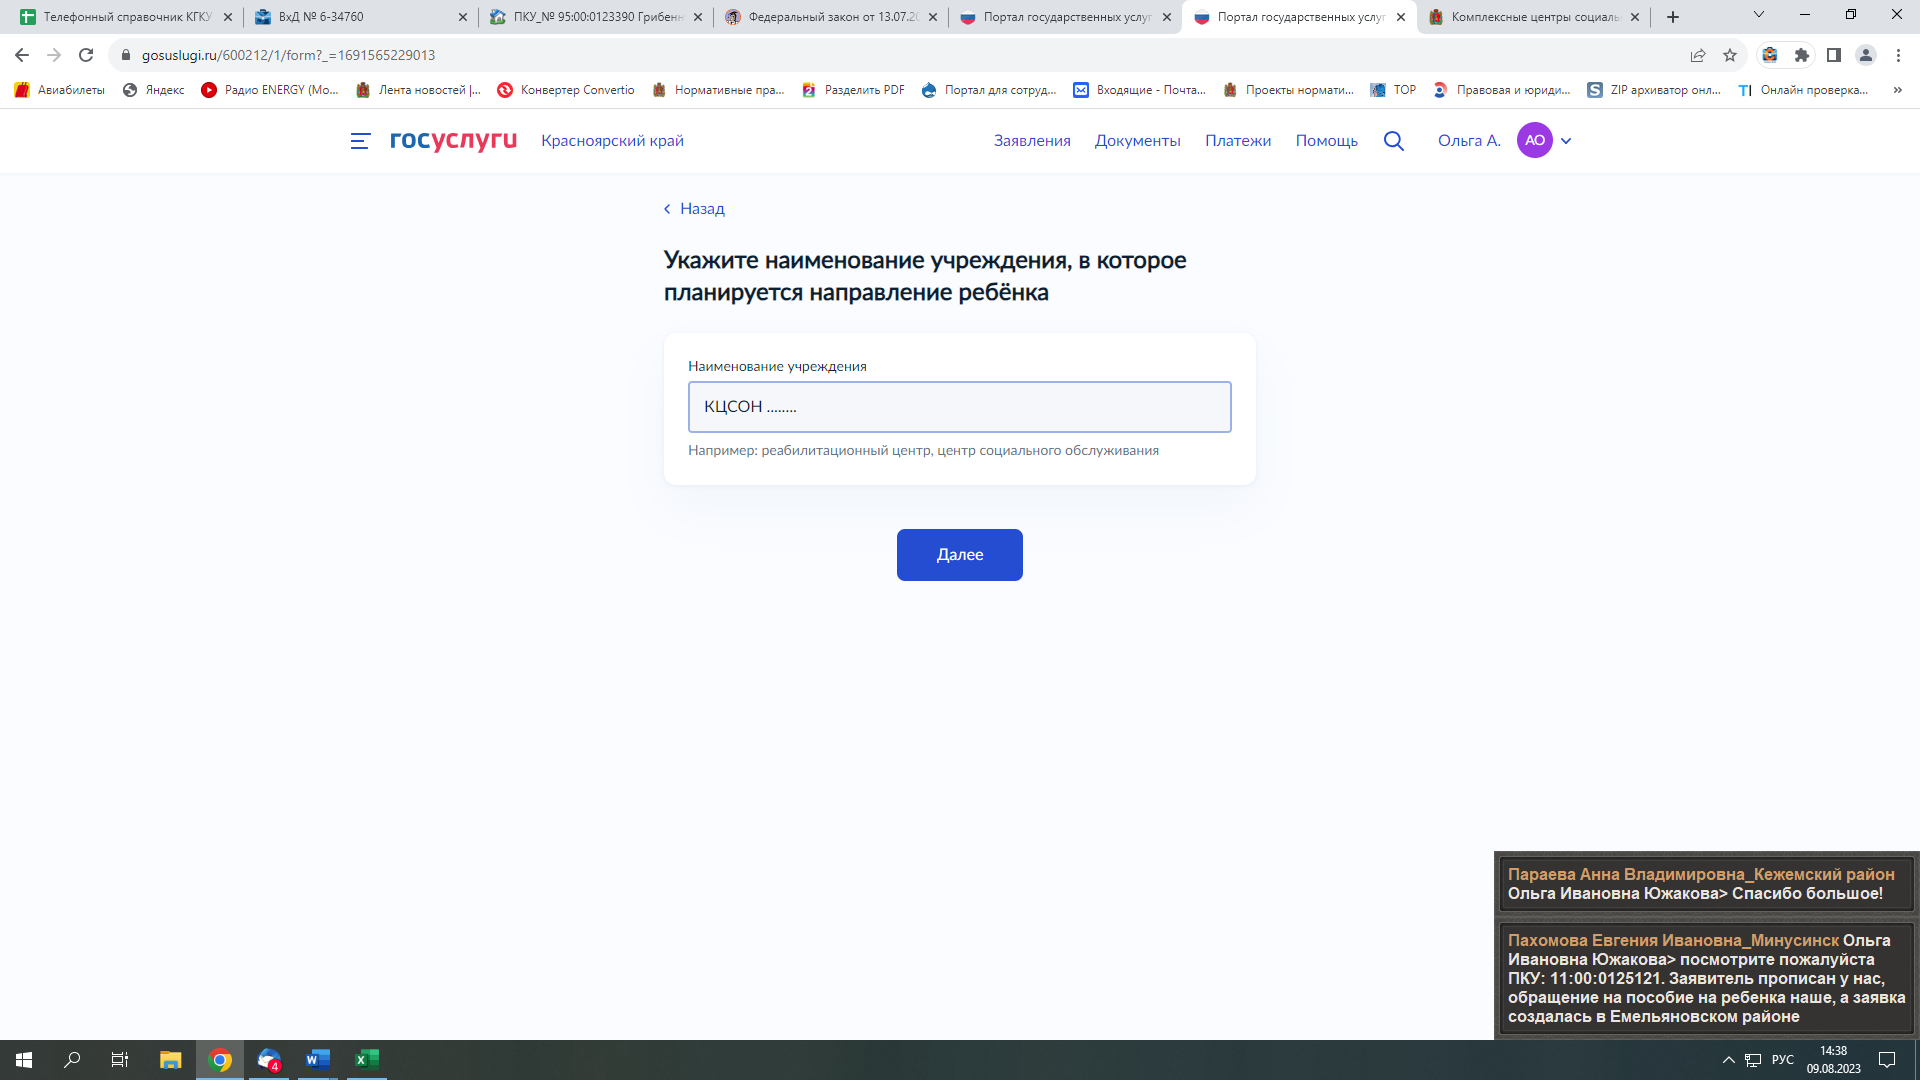 Телефонный справочник КГКУ
ВхД № 6-34760
ПКУ_№ 95:00:0123390 Грибенн
Федеральный закон от 13.07.20
Портал государственных услуг
Портал государственных услуг
Комплексные центры социаль
gosuslugi.ru/600212/1/form?_=1691565229013
Авиабилеты
Яндекс
Радио ENERGY (Мо...
Лента новостей |...
Конвертер Convertio
Нормативные пра...
Разделить PDF
Портал для сотруд...
Входящие - Почта...
Проекты нормати...
ТОР
Правовая и юриди...
ZIP архиватор онл...
Онлайн проверка...
госуслуги
Красноярский край
Заявления
Документы
Платежи
Помощь
Ольга А.
АО
Назад
Укажите наименование учреждения, в которое
планируется направление ребёнка
Наименование учреждения
КЦСОН ........
Например: реабилитационный центр, центр социального обслуживания
Далее
Параева Анна Владимировна_Кежемский район
Ольга Ивановна Южакова> Спасибо большое!
Пахомова Евгения Ивановна_Минусинск Ольга
Ивановна Южакова> посмотрите пожалуйста
ПКУ: 11:00:0125121. Заявитель прописан у нас,
обращение на пособие на ребенка наше, а заявка
создалась в Емельяновском районе
4
РУС
14:38
09.08.2023